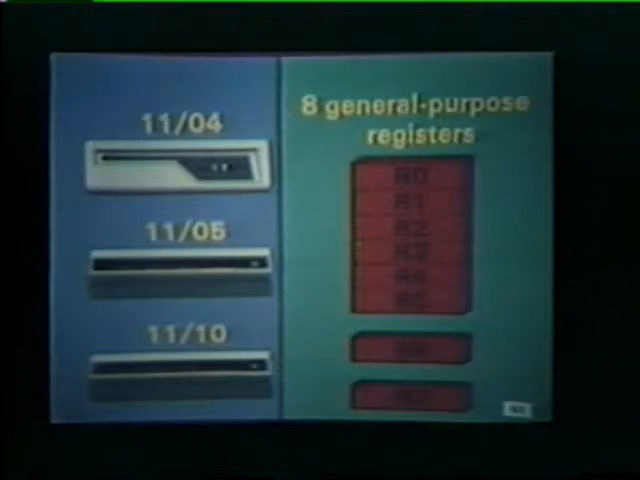 11/04
11/05
11/10
8 general-purpose
registers
R0
R1
R2
R3
R4
R5